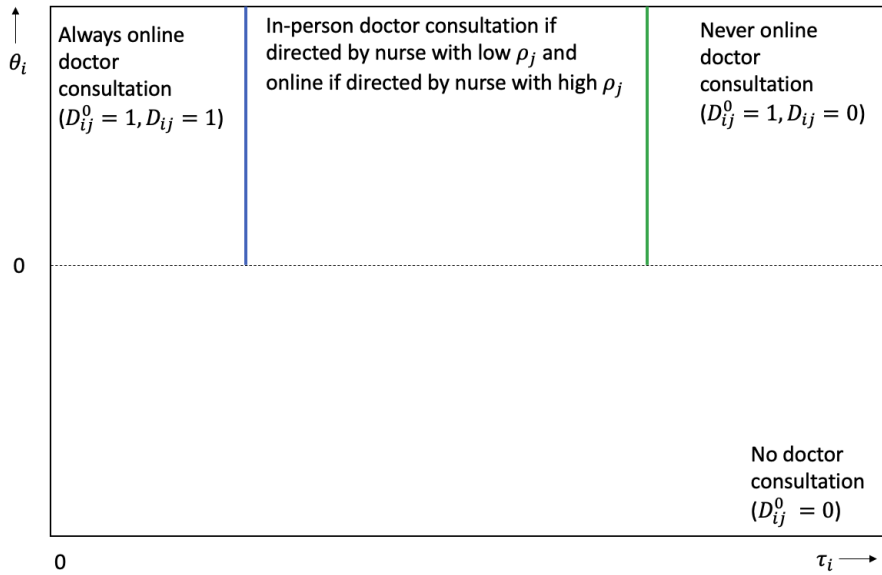 θᵢ
Always online
doctor
consultation
(D⁰ᵢⱼ = 1, Dᵢⱼ = 1)
In-person doctor consultation if
directed by nurse with low ρⱼ and
online if directed by nurse with high ρⱼ
Never online
doctor
consultation
(D⁰ᵢⱼ = 1, Dᵢⱼ = 0)
0
No doctor
consultation
(D⁰ᵢⱼ = 0)
0
τᵢ